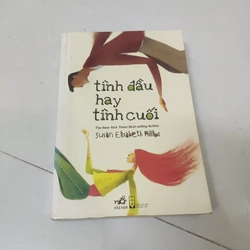 tình đầu
hay
tình cuối
The New York Times Best-selling Author
Susan Elizabeth Phillips